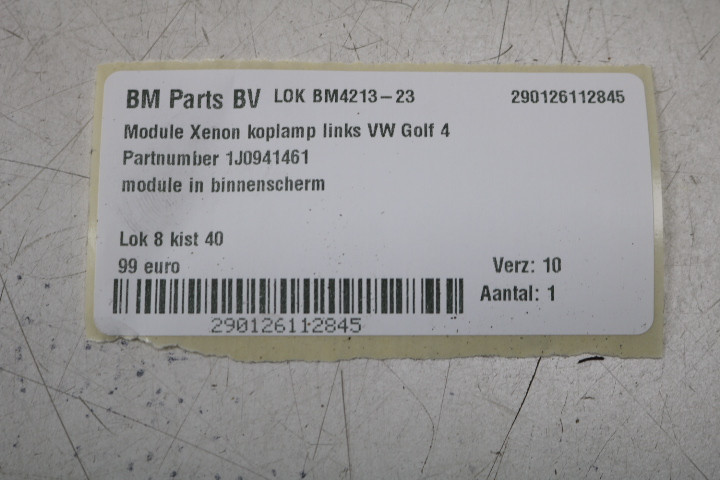 BM Parts BV LOK BM4213-23 290126112845
Module Xenon koplamp links VW Golf 4
Partnumber 1J0941461
module in binnenscherm
Lok 8 kist 40
99 euro Verz: 10
Aantal: 1
290126112845